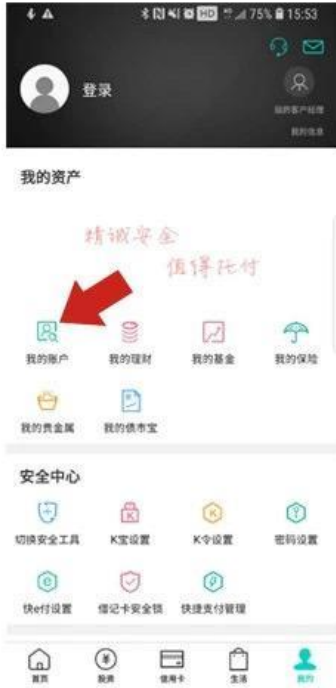 HD 75% 15:53
登录
我的客户经理
我的信息
我的资产
精诚安全
值得托付
我的账户 我的理财 我的基金 我的保险
我的贵金属 我的债市宝
安全中心
切换安全工具 K宝设置 K令设置 密码设置
快e付设置 借记卡安全锁 快捷支付管理
首页 投资 信用卡 生活 我的